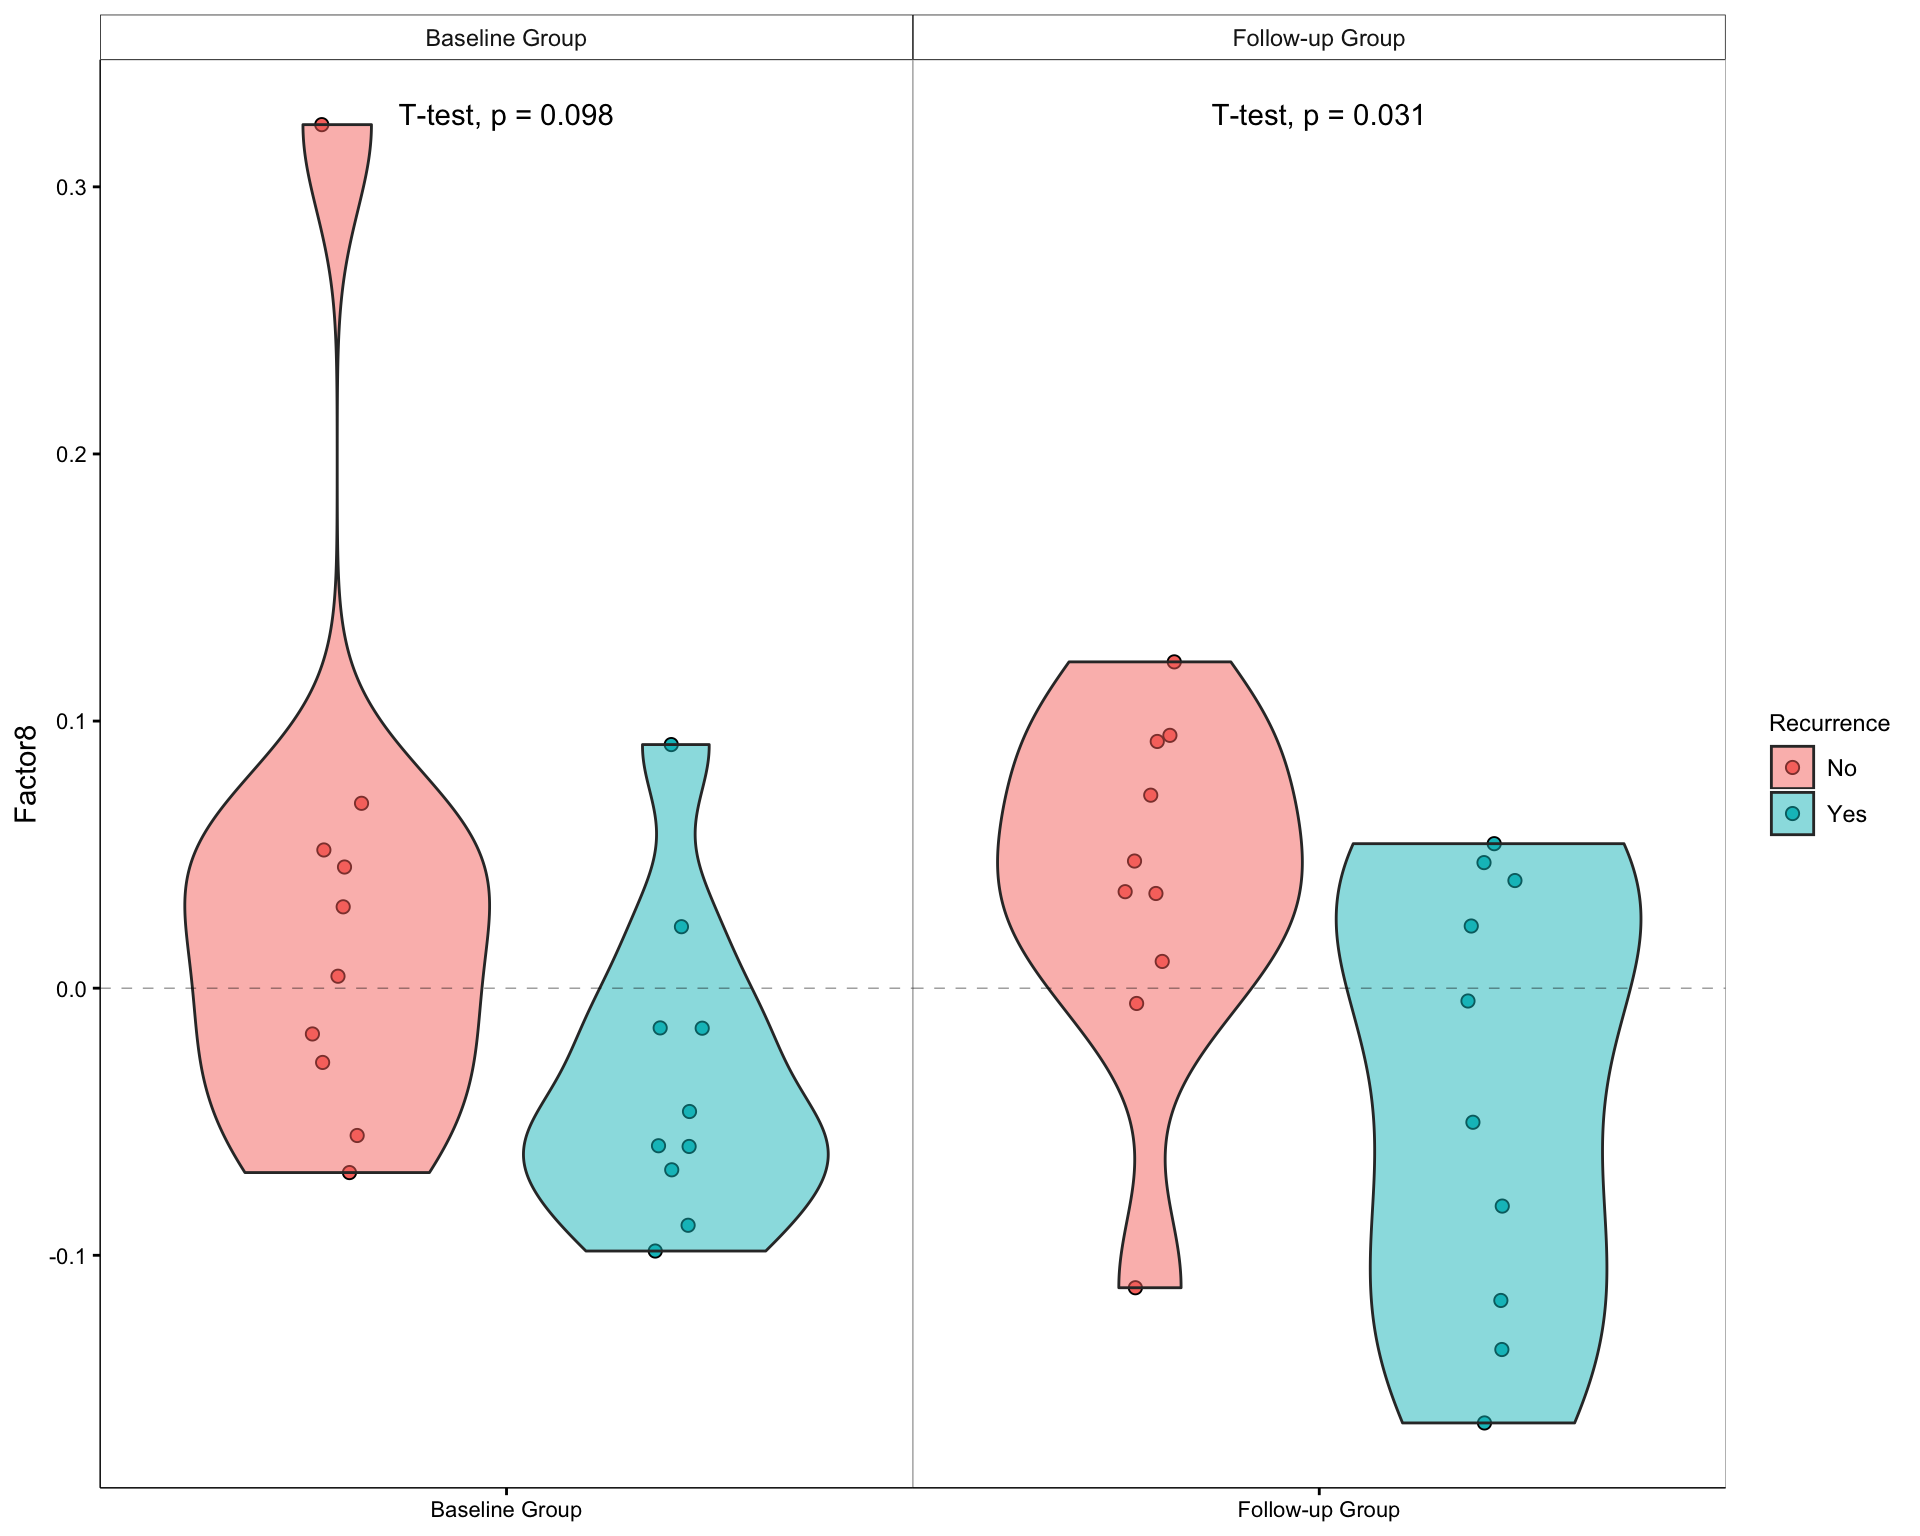 Baseline Group
Follow-up Group
T-test, p = 0.098
T-test, p = 0.031
0.3
0.2
0.1
0.0
-0.1
Factor8
Baseline Group
Follow-up Group
Recurrence
No
Yes